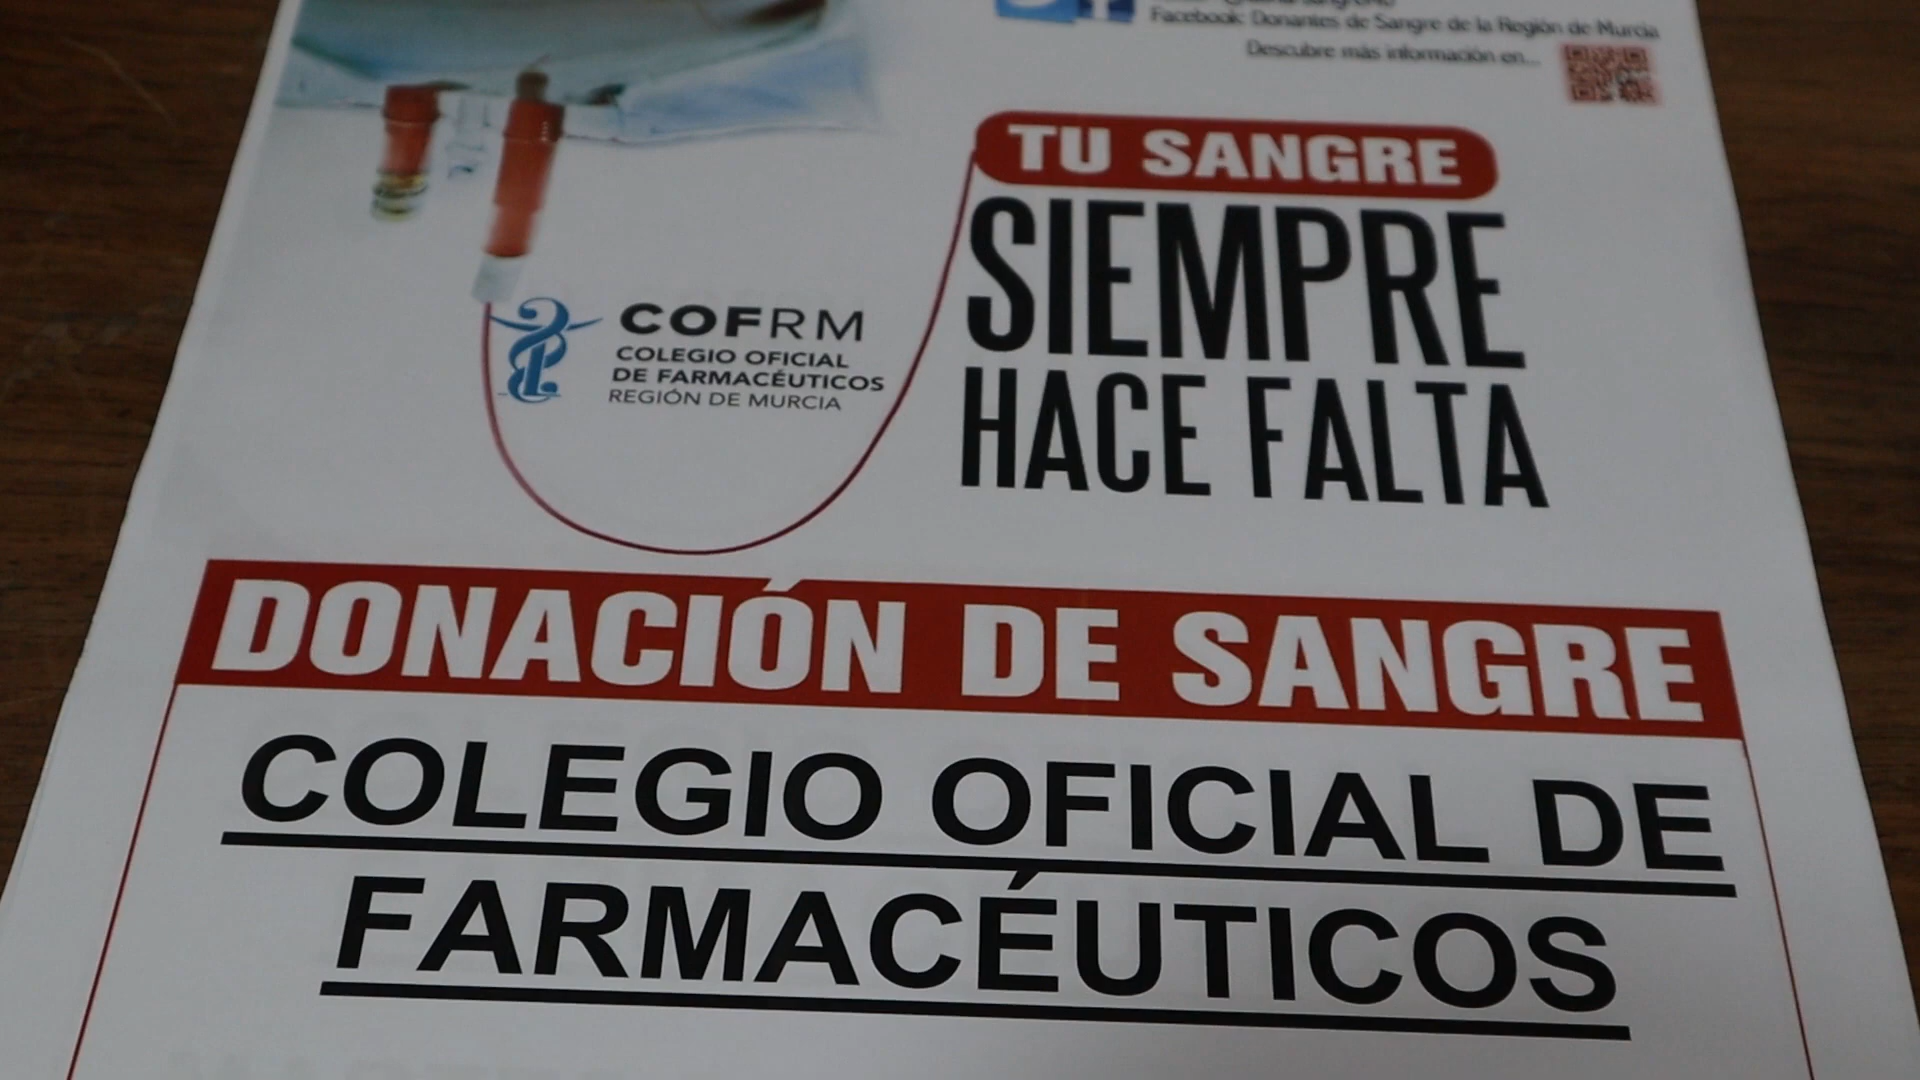 Facebook: Donantes de Sangre de la Región de Murcia
Descubre más información en...
TU SANGRE
SIEMPRE
HACE FALTA
COFRM
COLEGIO OFICIAL
DE FARMACÉUTICOS
REGIÓN DE MURCIA
DONACIÓN DE SANGRE
COLEGIO OFICIAL DE
FARMACÉUTICOS